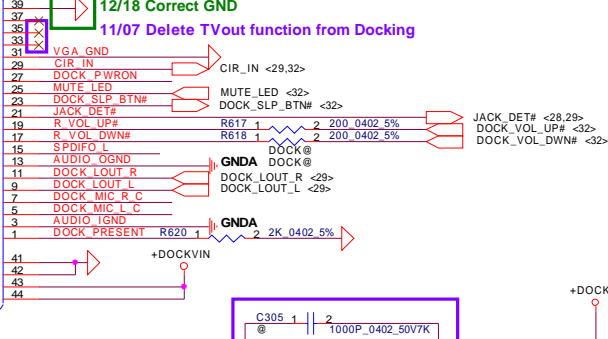 39 12/18 Correct GND
37
35 11/07 Delete TVout function from Docking
33
31 VGA_GND
29 CIR_IN CIR_IN <29,32>
27 DOCK_PWRON
25 MUTE_LED MUTE_LED <32>
23 DOCK_SLP_BTN# DOCK_SLP_BTN# <32>
21 JACK_DET# JACK_DET# <28,29>
19 R_VOL_UP# R617 1 2 200_0402_5% DOCK_VOL_UP# <32>
17 R_VOL_DWN# R618 1 2 200_0402_5% DOCK_VOL_DWN# <32>
15 SPDIFO_L DOCK@
13 AUDIO_OGND GNDA DOCK@
11 DOCK_LOUT_R DOCK_LOUT_R <29>
9 DOCK_LOUT_L DOCK_LOUT_L <29>
7 DOCK_MIC_R_C
5 DOCK_MIC_L_C
3 AUDIO_IGND GNDA
1 DOCK_PRESENT R620 1 2 2K_0402_5%
+DOCKVIN
41
42
43
44
+DOCK
C305 1 2
@ 1000P_0402_50V7K